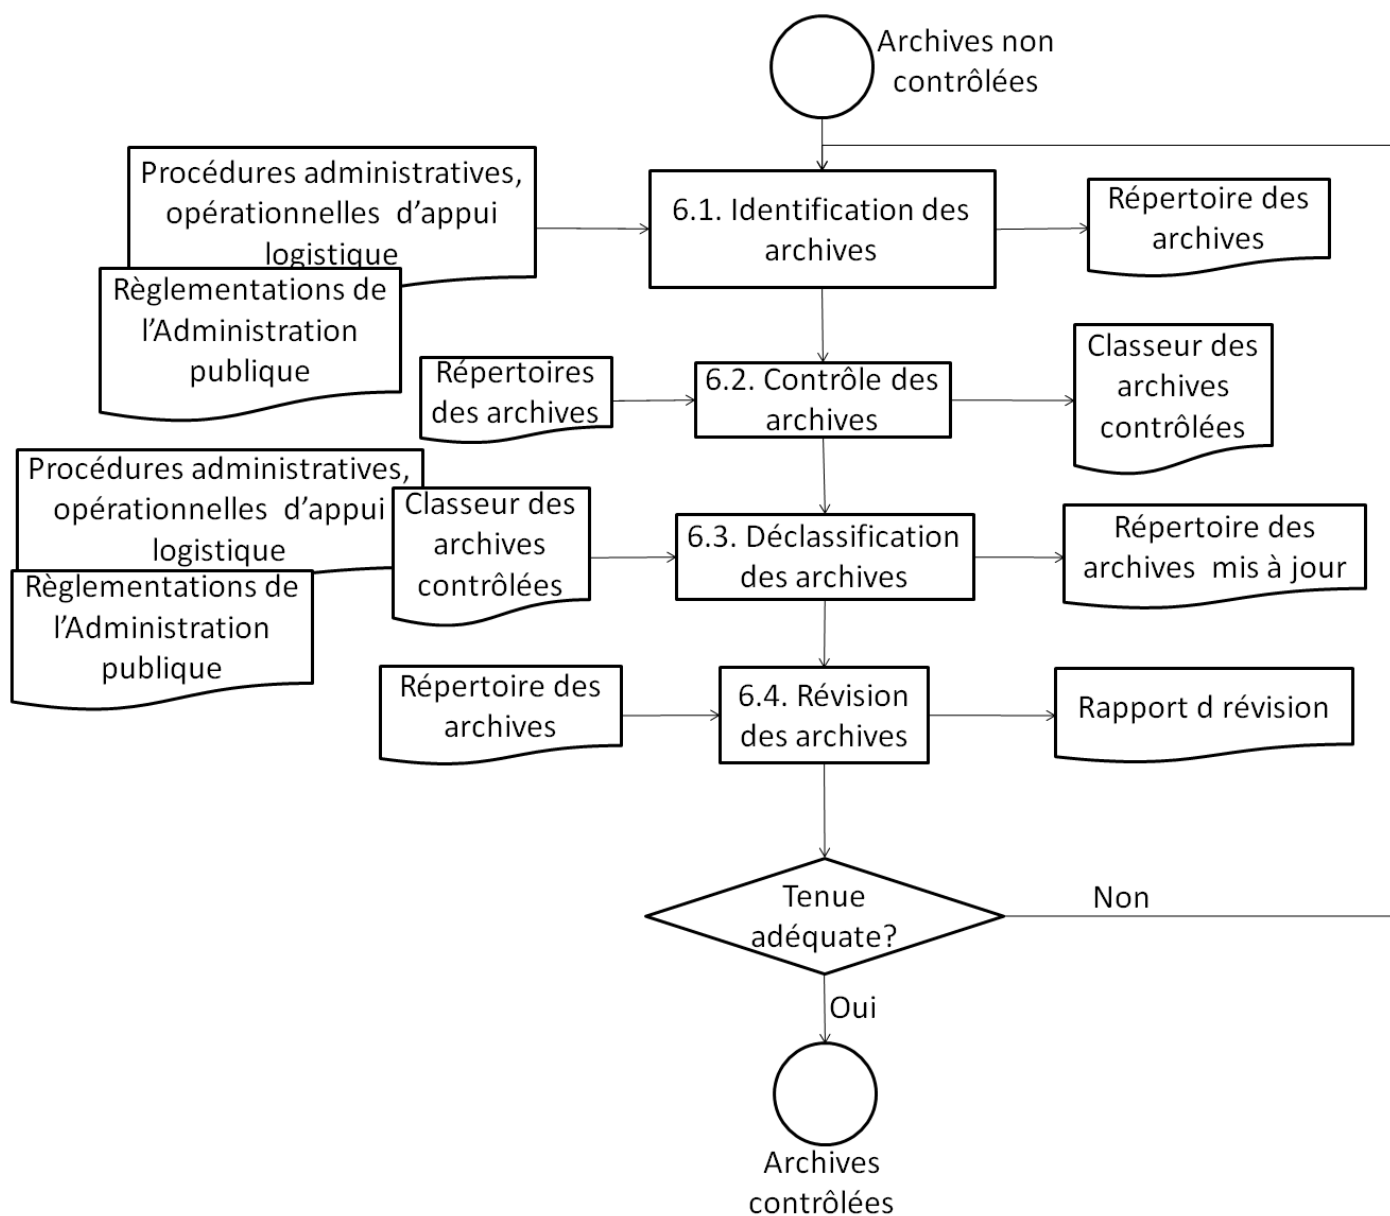 Archives non
contrôlées
Procédures administratives,
opérationnelles d'appui
logistique
Règlementations de
l'Administration
publique
6.1. Identification des
archives
Répertoire des
archives
Répertoires
des archives
6.2. Contrôle des
archives
Classeur des
archives
contrôlées
Procédures administratives,
opérationnelles d'appui
logistique
Règlementations de
l'Administration
publique
Classeur des
archives
contrôlées
6.3. Déclassification
des archives
Répertoire des
archives mis à jour
Répertoire des
archives
6.4. Révision
des archives
Rapport d révision
Tenue
adéquate?
Non
Oui
Archives
contrôlées